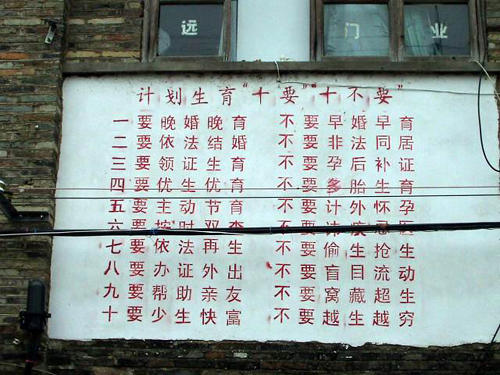 远 门 业
计划生育"十要""十不要"
一要晚婚晚育 不要早婚早育
二要依法结婚 不要非法同居
三要领证生育 不要孕后补证
四要优生优育 不要多胎生育
五要主动节育 不要计外怀孕
六要按时双查 不要
七要依法再生 不要偷生抢生
八要办证外出 不要盲目流动
九要帮助亲友 不要窝藏超生
十要少生快富 不要越生越穷